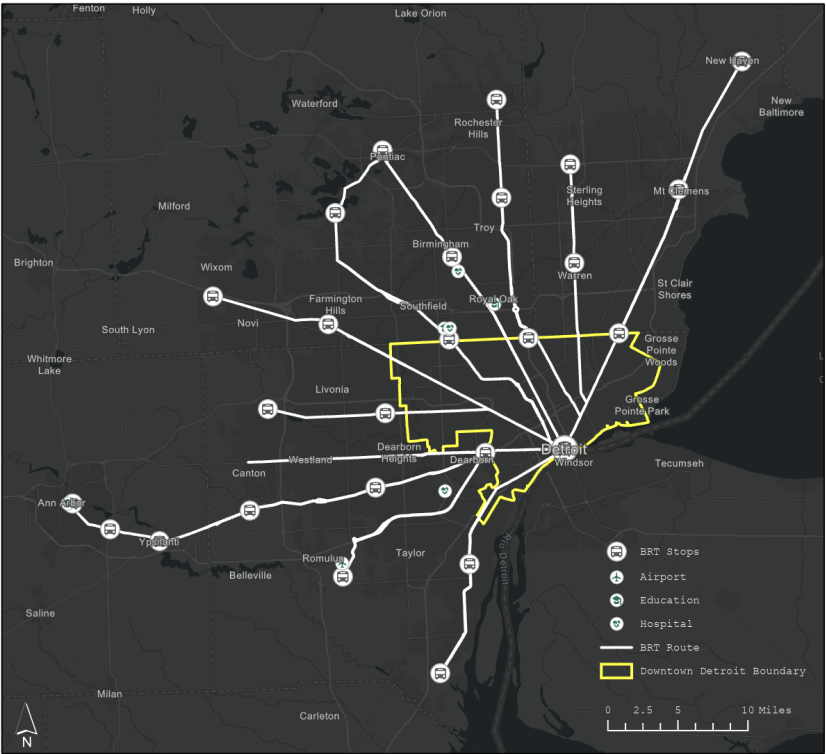 Fenton
Holly
Lake Orion
New Haven
New
Baltimore
Waterford
Rochester
Hills
Pontiac
Sterling
Heights
Mt Clemens
Milford
Troy
Birmingham
Brighton
Wixom
Warren
St Clair
Shores
Farmington
Hills
Southfield
Royal Oak
Novi
South Lyon
Whitmore
Lake
Grosse
Pointe
Woods
Livonia
Grosse
Pointe Park
Dearborn
Heights
Detroit
Westland
Dearborn
Windsor
Tecumseh
Canton
Ann Arbor
Ypsilanti
Romulus
Taylor
Rio Detroit
Belleville
Saline
Milan
Carleton
BRT Stops
Airport
Education
Hospital
BRT Route
Downtown Detroit Boundary
0 2.5 5 10 Miles
N